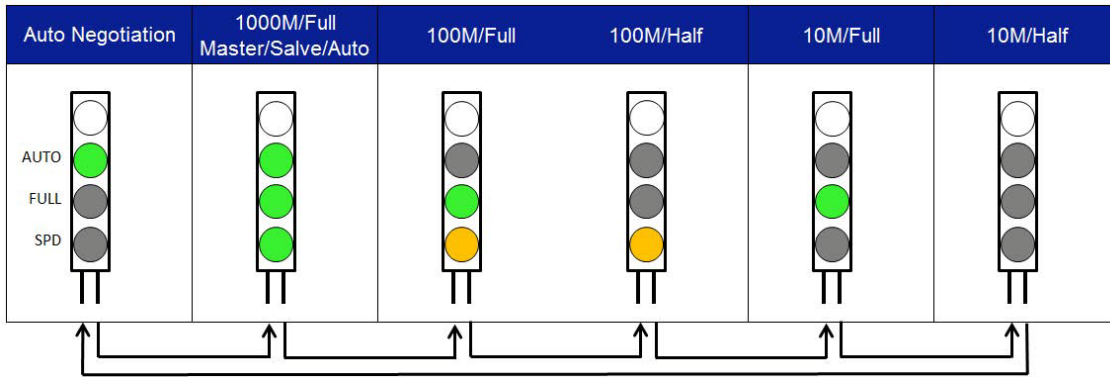 Auto Negotiation
1000M/Full
Master/Salve/Auto
100M/Full
100M/Half
10M/Full
10M/Half
AUTO
FULL
SPD